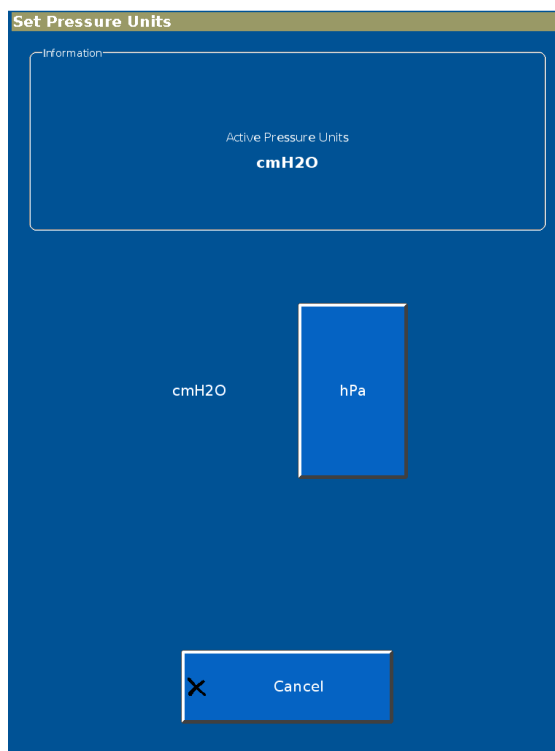 Set Pressure Units
Information
Active Pressure Units
cmH2O
cmH2O
hPa
Cancel